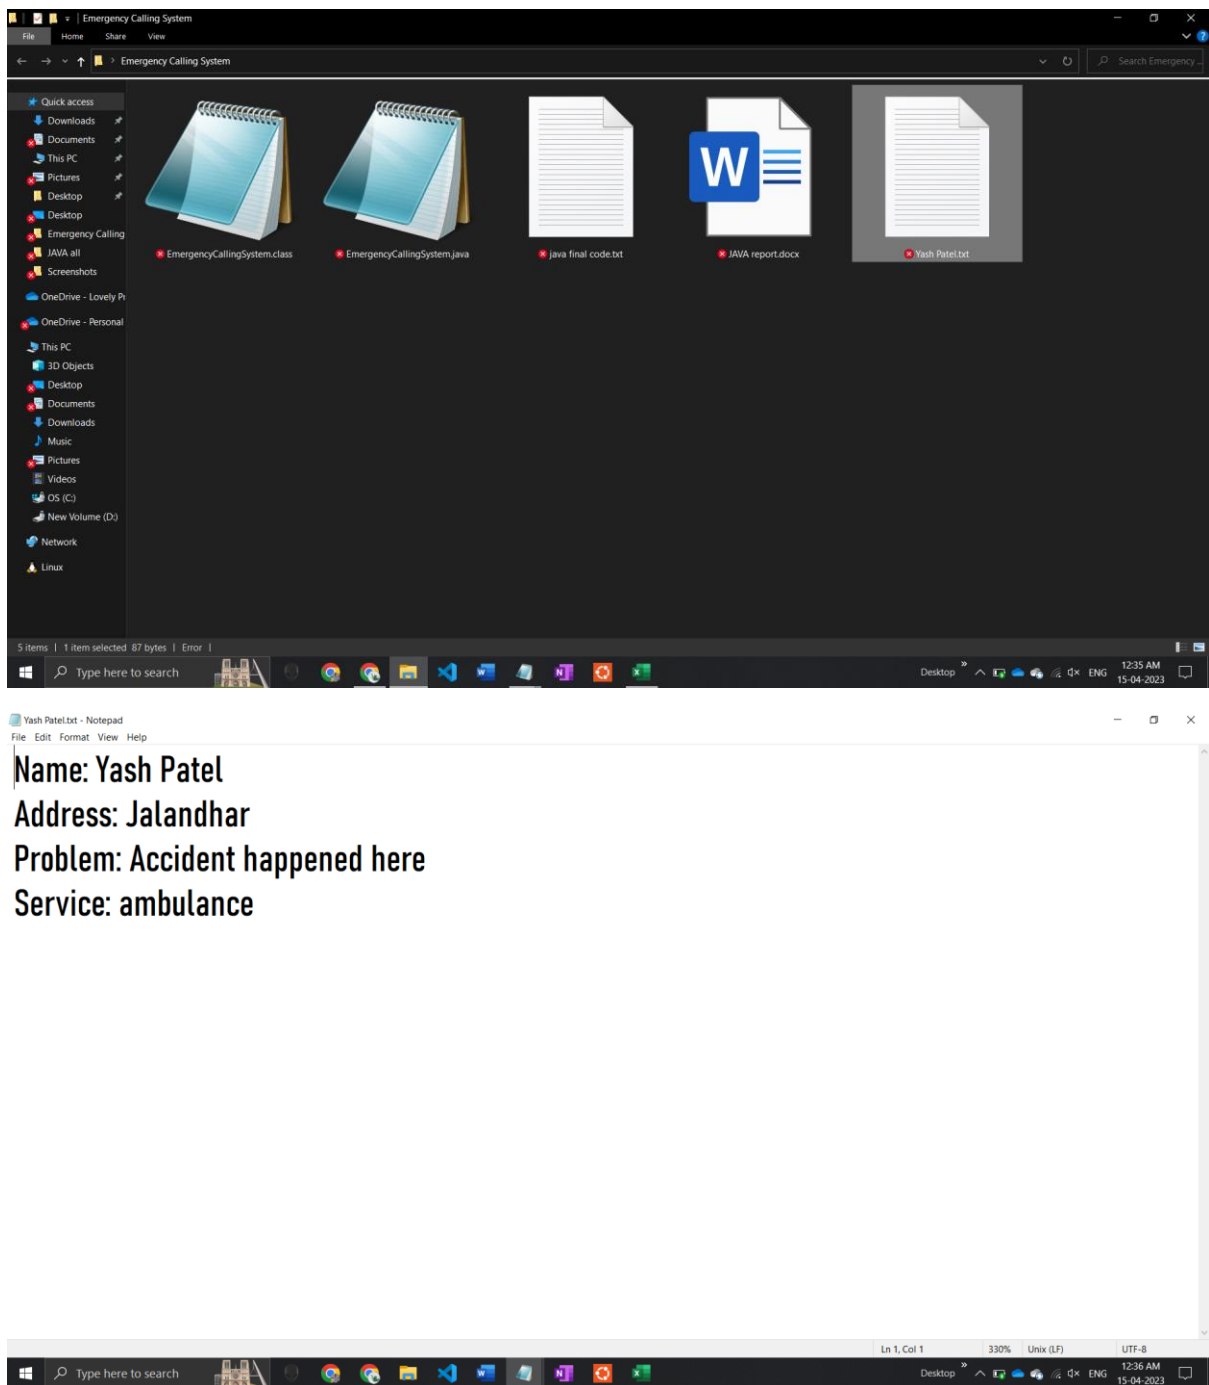 Emergency Calling System
File Home Share View
Emergency Calling System
Search Emergency ...
Quick access
Downloads
Documents
This PC
Pictures
Desktop
Desktop
Emergency Calling
JAVA all
Screenshots
OneDrive - Lovely Pr
OneDrive - Personal
This PC
3D Objects
Desktop
Documents
Downloads
Music
Pictures
Videos
OS (C:)
New Volume (D:)
Network
Linux
EmergencyCallingSystem.class
EmergencyCallingSystem.java
java final code.txt
W
JAVA report.docx
Yash Patel.txt
5 items | 1 item selected 87 bytes | Error |
Type here to search
Desktop
ENG
12:35 AM
15-04-2023
Yash Patel.txt - Notepad
File Edit Format View Help
Name: Yash Patel
Address: Jalandhar
Problem: Accident happened here
Service: ambulance
Ln 1, Col 1 330% Unix (LF) UTF-8
Type here to search
Desktop
ENG
12:36 AM
15-04-2023